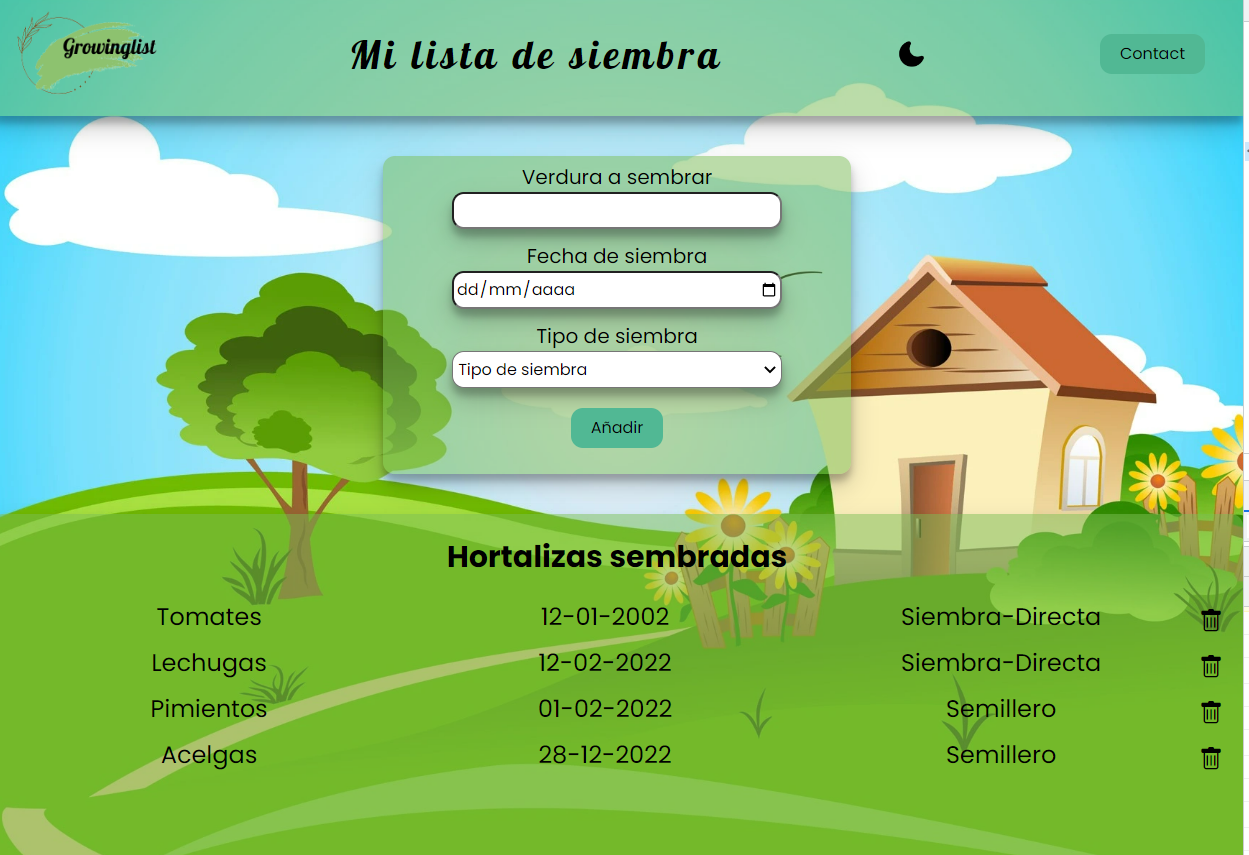 Growinglist
Mi lista de siembra
Contact
Verdura a sembrar
Fecha de siembra
dd/mm/aaaa
Tipo de siembra
Tipo de siembra
Añadir
Hortalizas sembradas
Tomates 12-01-2002 Siembra-Directa
Lechugas 12-02-2022 Siembra-Directa
Pimientos 01-02-2022 Semillero
Acelgas 28-12-2022 Semillero